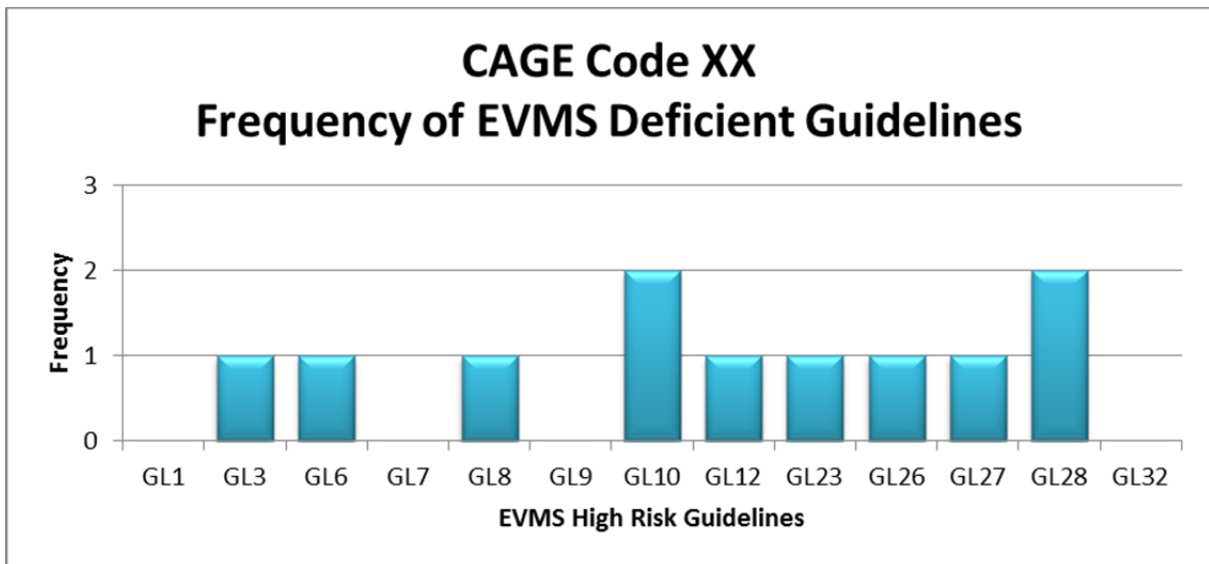 CAGE Code XX
Frequency of EVMS Deficient Guidelines
3
2
1
0
Frequency
GL1 GL3 GL6 GL7 GL8 GL9 GL10 GL12 GL23 GL26 GL27 GL28 GL32
EVMS High Risk Guidelines